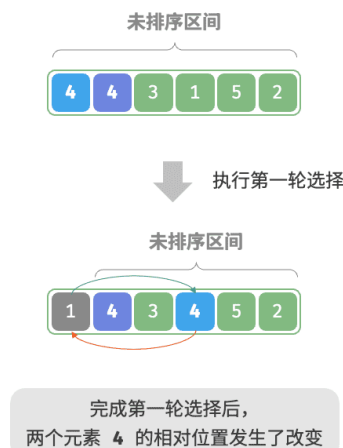 未排序区间
4 4 3 1 5 2
执行第一轮选择
未排序区间
1 4 3 4 5 2
完成第一轮选择后，
两个元素 4 的相对位置发生了改变